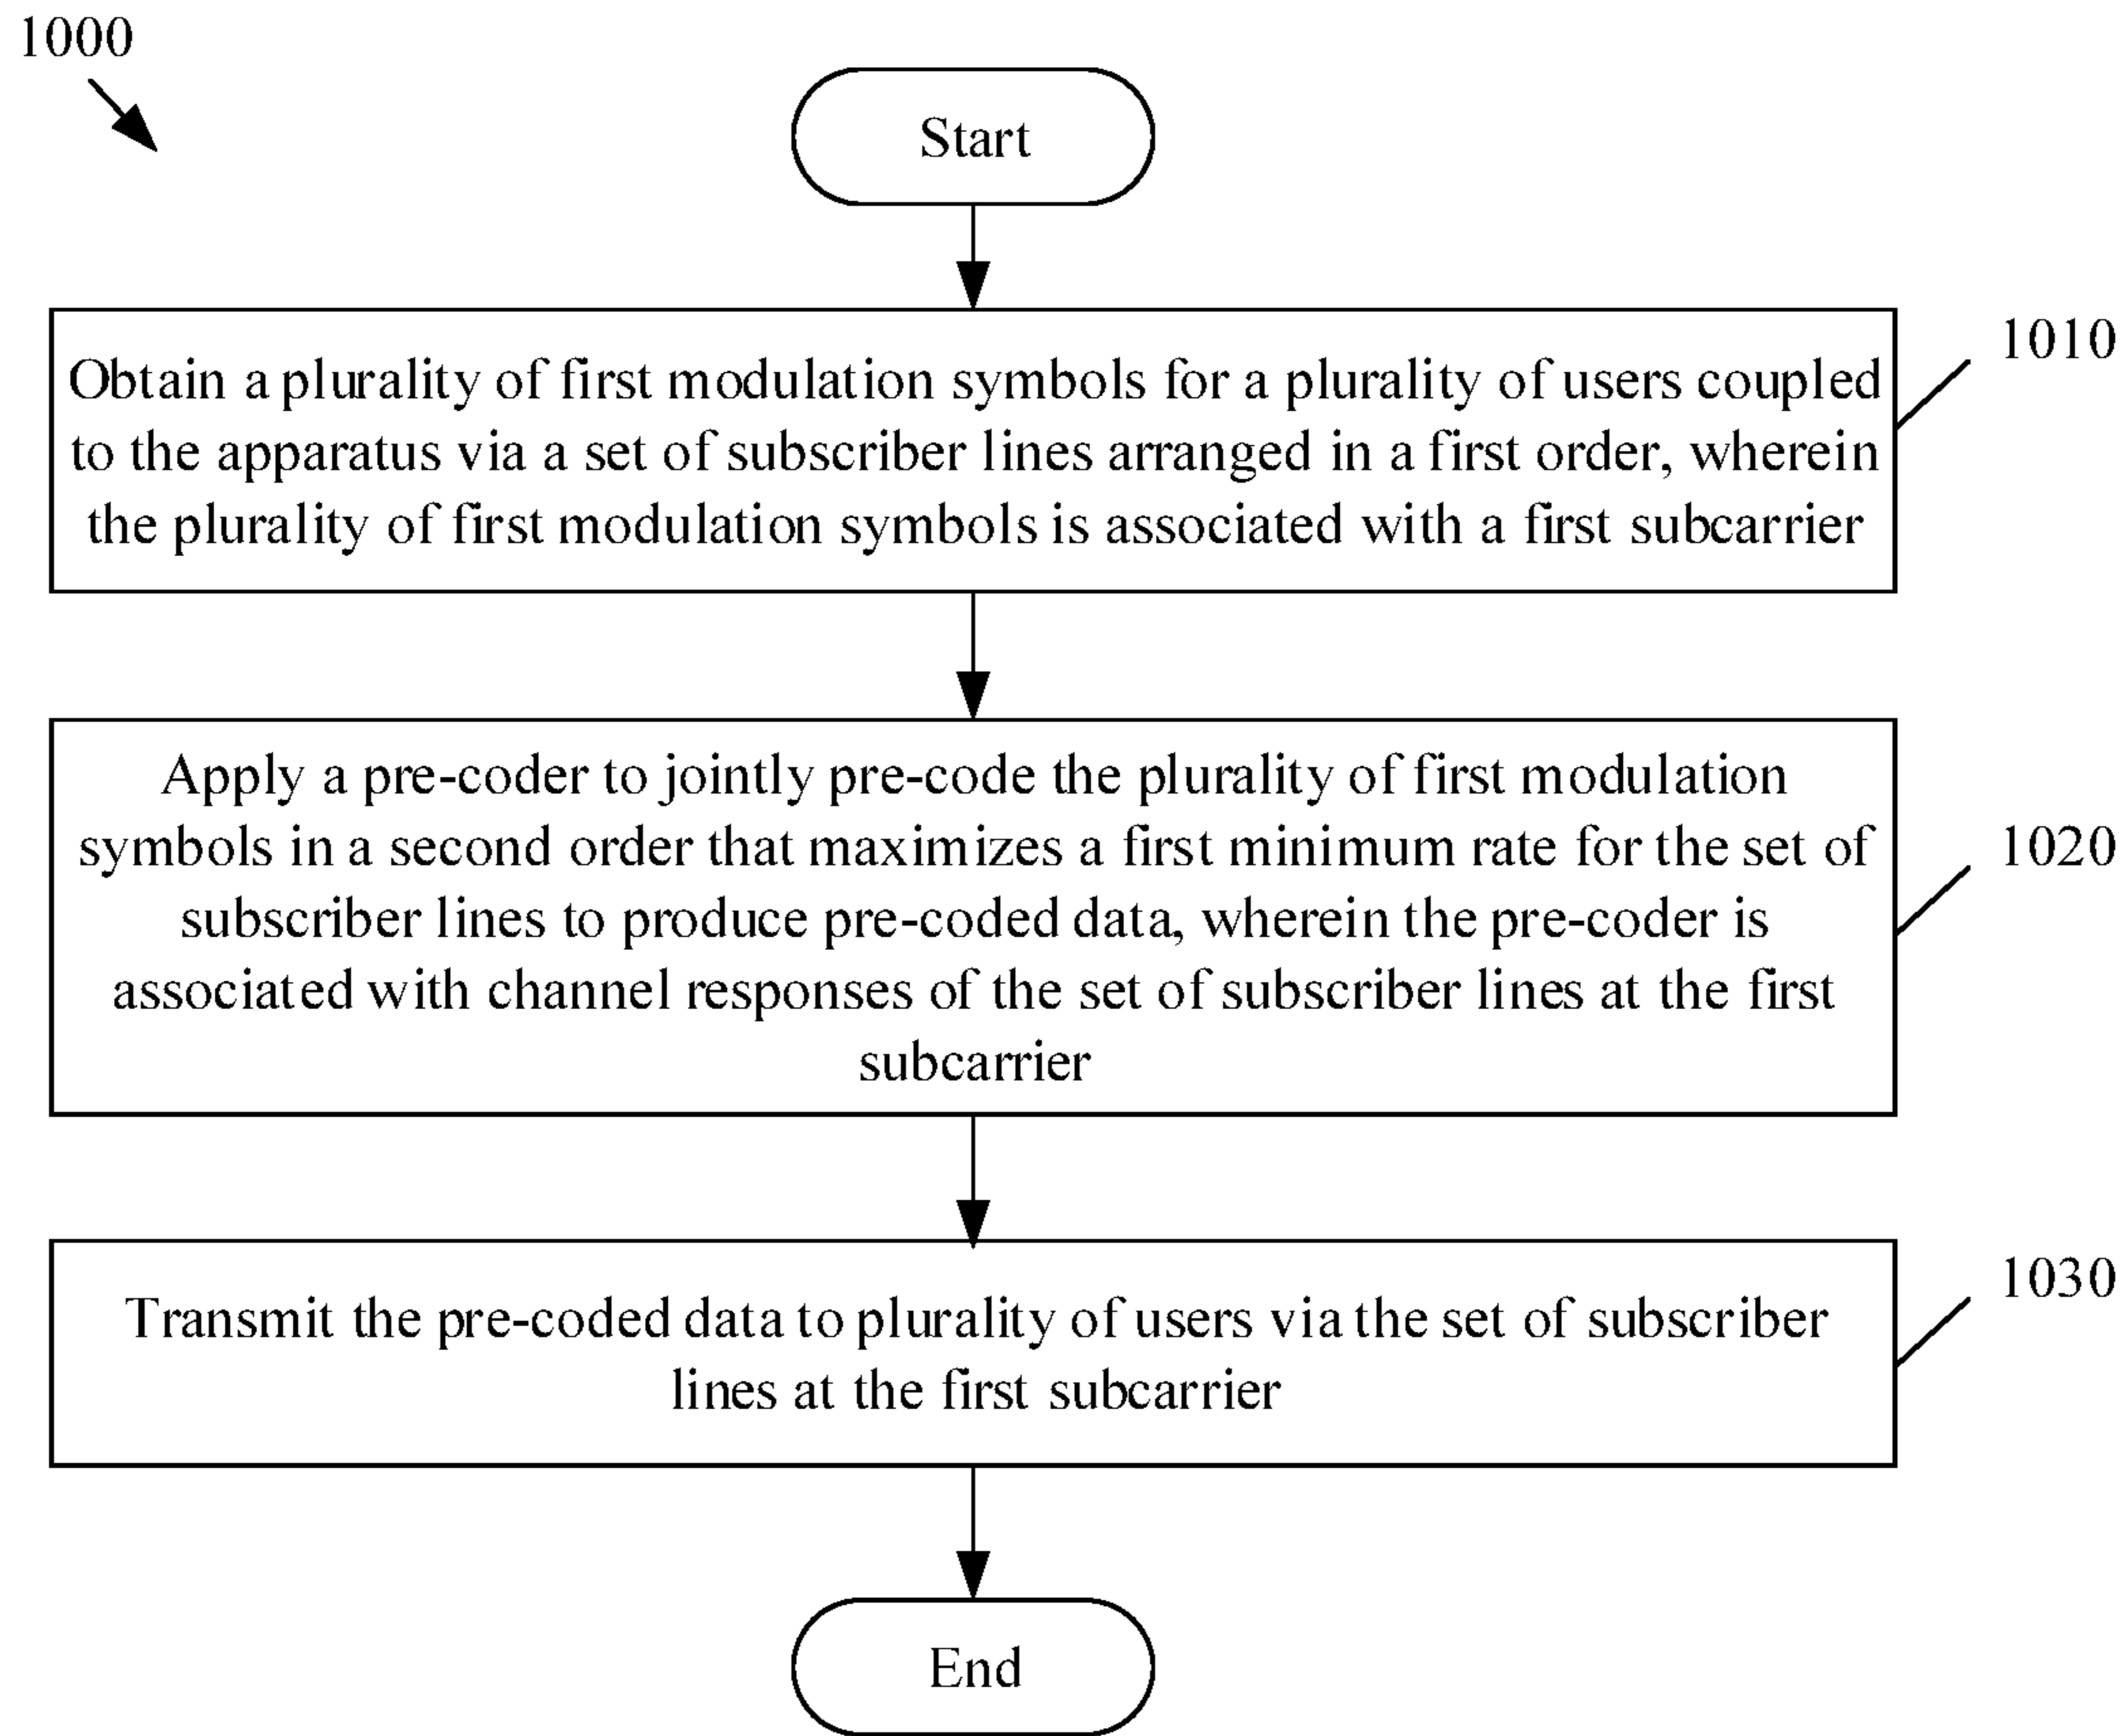 1000
Start
1010
Obtain a plurality of first modulation symbols for a plurality of users coupled
to the apparatus via a set of subscriber lines arranged in a first order, wherein
the plurality of first modulation symbols is associated with a first subcarrier
Apply a pre-coder to jointly pre-code the plurality of first modulation
symbols in a second order that maximizes a first minimum rate for the set of
1020
subscriber lines to produce pre-coded data, wherein the pre-coder is
associated with channel responses of the set of subscriber lines at the first
subcarrier
1030
Transmit the pre-coded data to plurality of users via the set of subscriber
lines at the first subcarrier
End